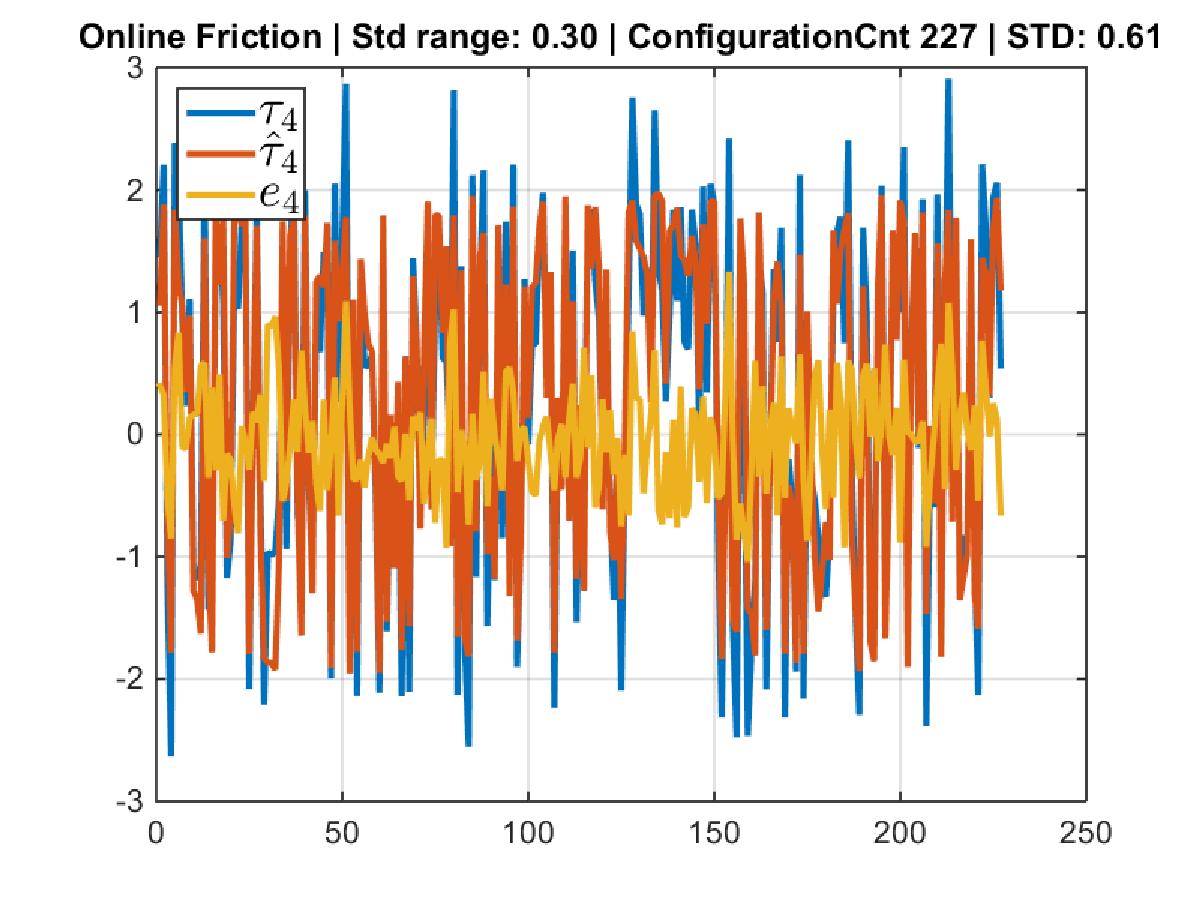 Online Friction | Std range: 0.30 | ConfigurationCnt 227 | STD: 0.61
3
2
1
0
-1
-2
-3
τ4
τ̂4
e4
0 50 100 150 200 250